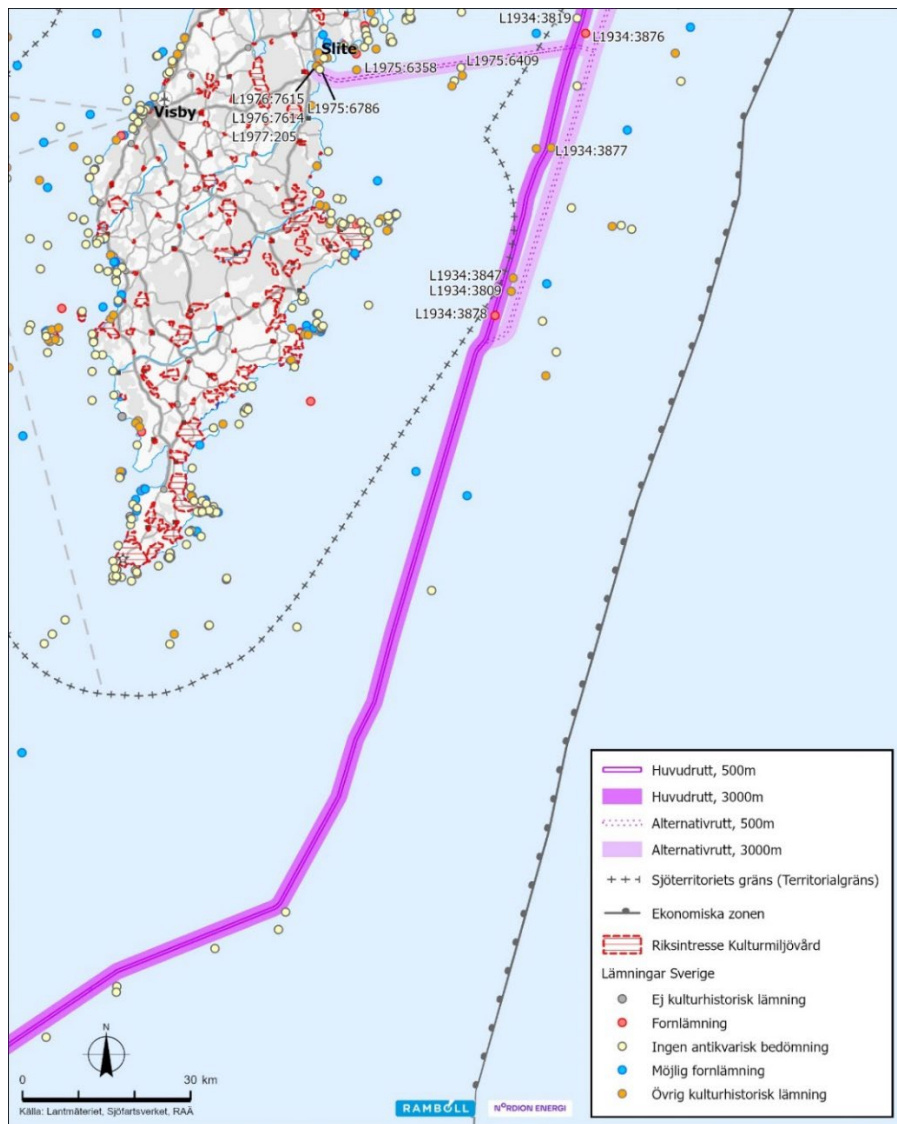 L1934:3819
L1934:3876
Slite
L1975:6358
L1975:6409
L1976:7615
L1975:6786
Visby
L1976:7614
L1977:205
L1934:3877
L1934:3847
L1934:3809
L1934:3878
Huvudrutt, 500m
Huvudrutt, 3000m
Alternativrutt, 500m
Alternativrutt, 3000m
Sjöterritoriets gräns (Territorialgräns)
Ekonomiska zonen
Riksintresse Kulturmiljövård
Lämningar Sverige
Ej kulturhistorisk lämning
Fornlämning
Ingen antikvarisk bedömning
Möjlig fornlämning
Övrig kulturhistorisk lämning
N
0 30 km
Källa: Lantmäteriet, Sjöfartsverket, RAÄ
RAMBOLL
NORDION ENERGI